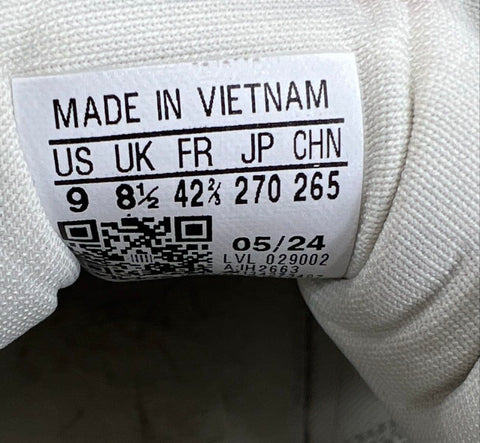 MADE IN VIETNAM
US UK FR JP CHN
9 8½ 42⅔ 270 265
05/24
LVL 029002
AJH2663